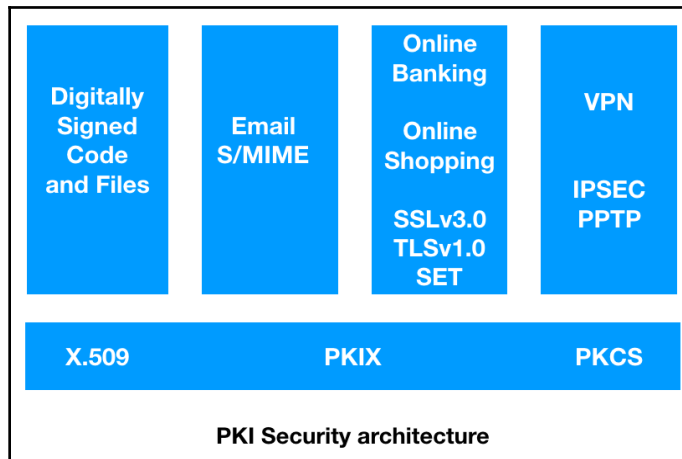 Digitally
Signed
Code
and Files
Email
S/MIME
Online
Banking
Online
Shopping
SSLv3.0
TLSv1.0
SET
VPN
IPSEC
PPTP
X.509 PKIX PKCS
PKI Security architecture